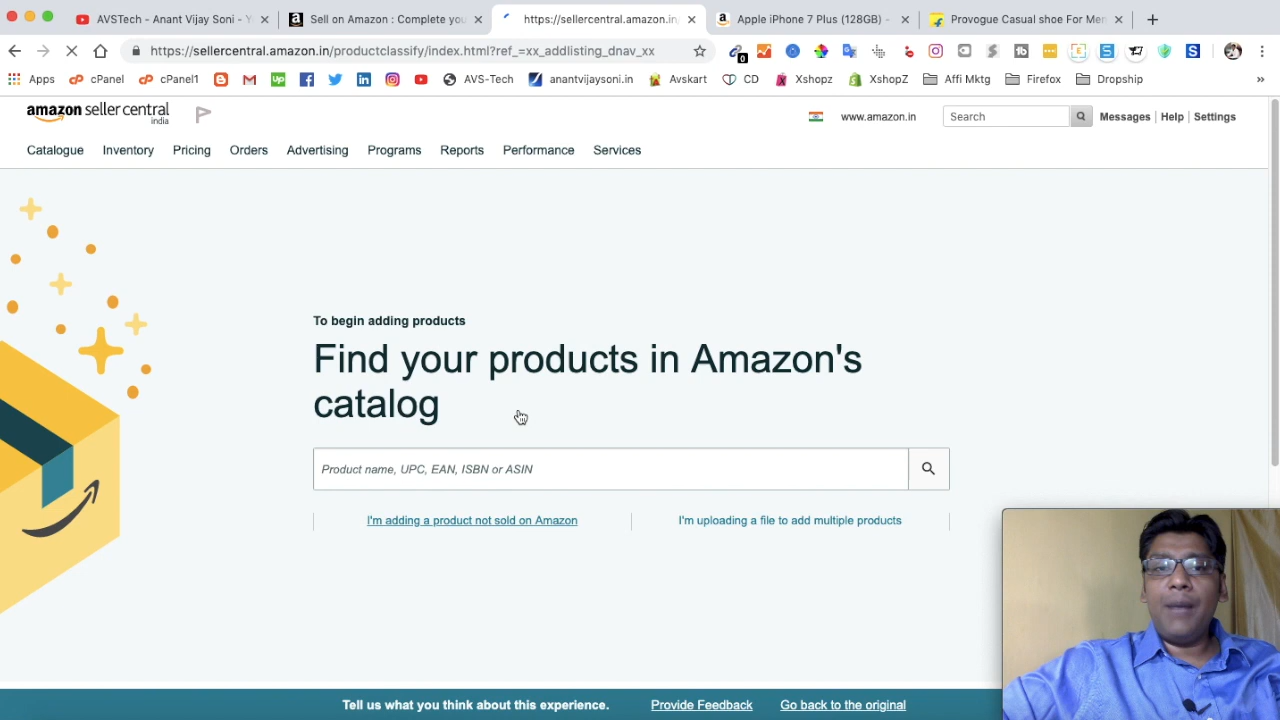 AVSTech - Anant Vijay Soni - Y
Sell on Amazon : Complete you
https://sellercentral.amazon.in
Apple iPhone 7 Plus (128GB) -
Provogue Casual shoe For Men
https://sellercentral.amazon.in/productclassify/index.html?ref_=xx_addlisting_dnav_xx
0
Apps
cPanel
cPanel1
AVS-Tech
anantvijaysoni.in
Avskart
CD
Xshopz
XshopZ
Affi Mktg
Firefox
Dropship
»
amazon seller central
india
www.amazon.in
Search
Messages | Help | Settings
Catalogue Inventory Pricing Orders Advertising Programs Reports Performance Services
To begin adding products
Find your products in Amazon's
catalog
Product name, UPC, EAN, ISBN or ASIN
I'm adding a product not sold on Amazon
I'm uploading a file to add multiple products
Tell us what you think about this experience. Provide Feedback Go back to the original